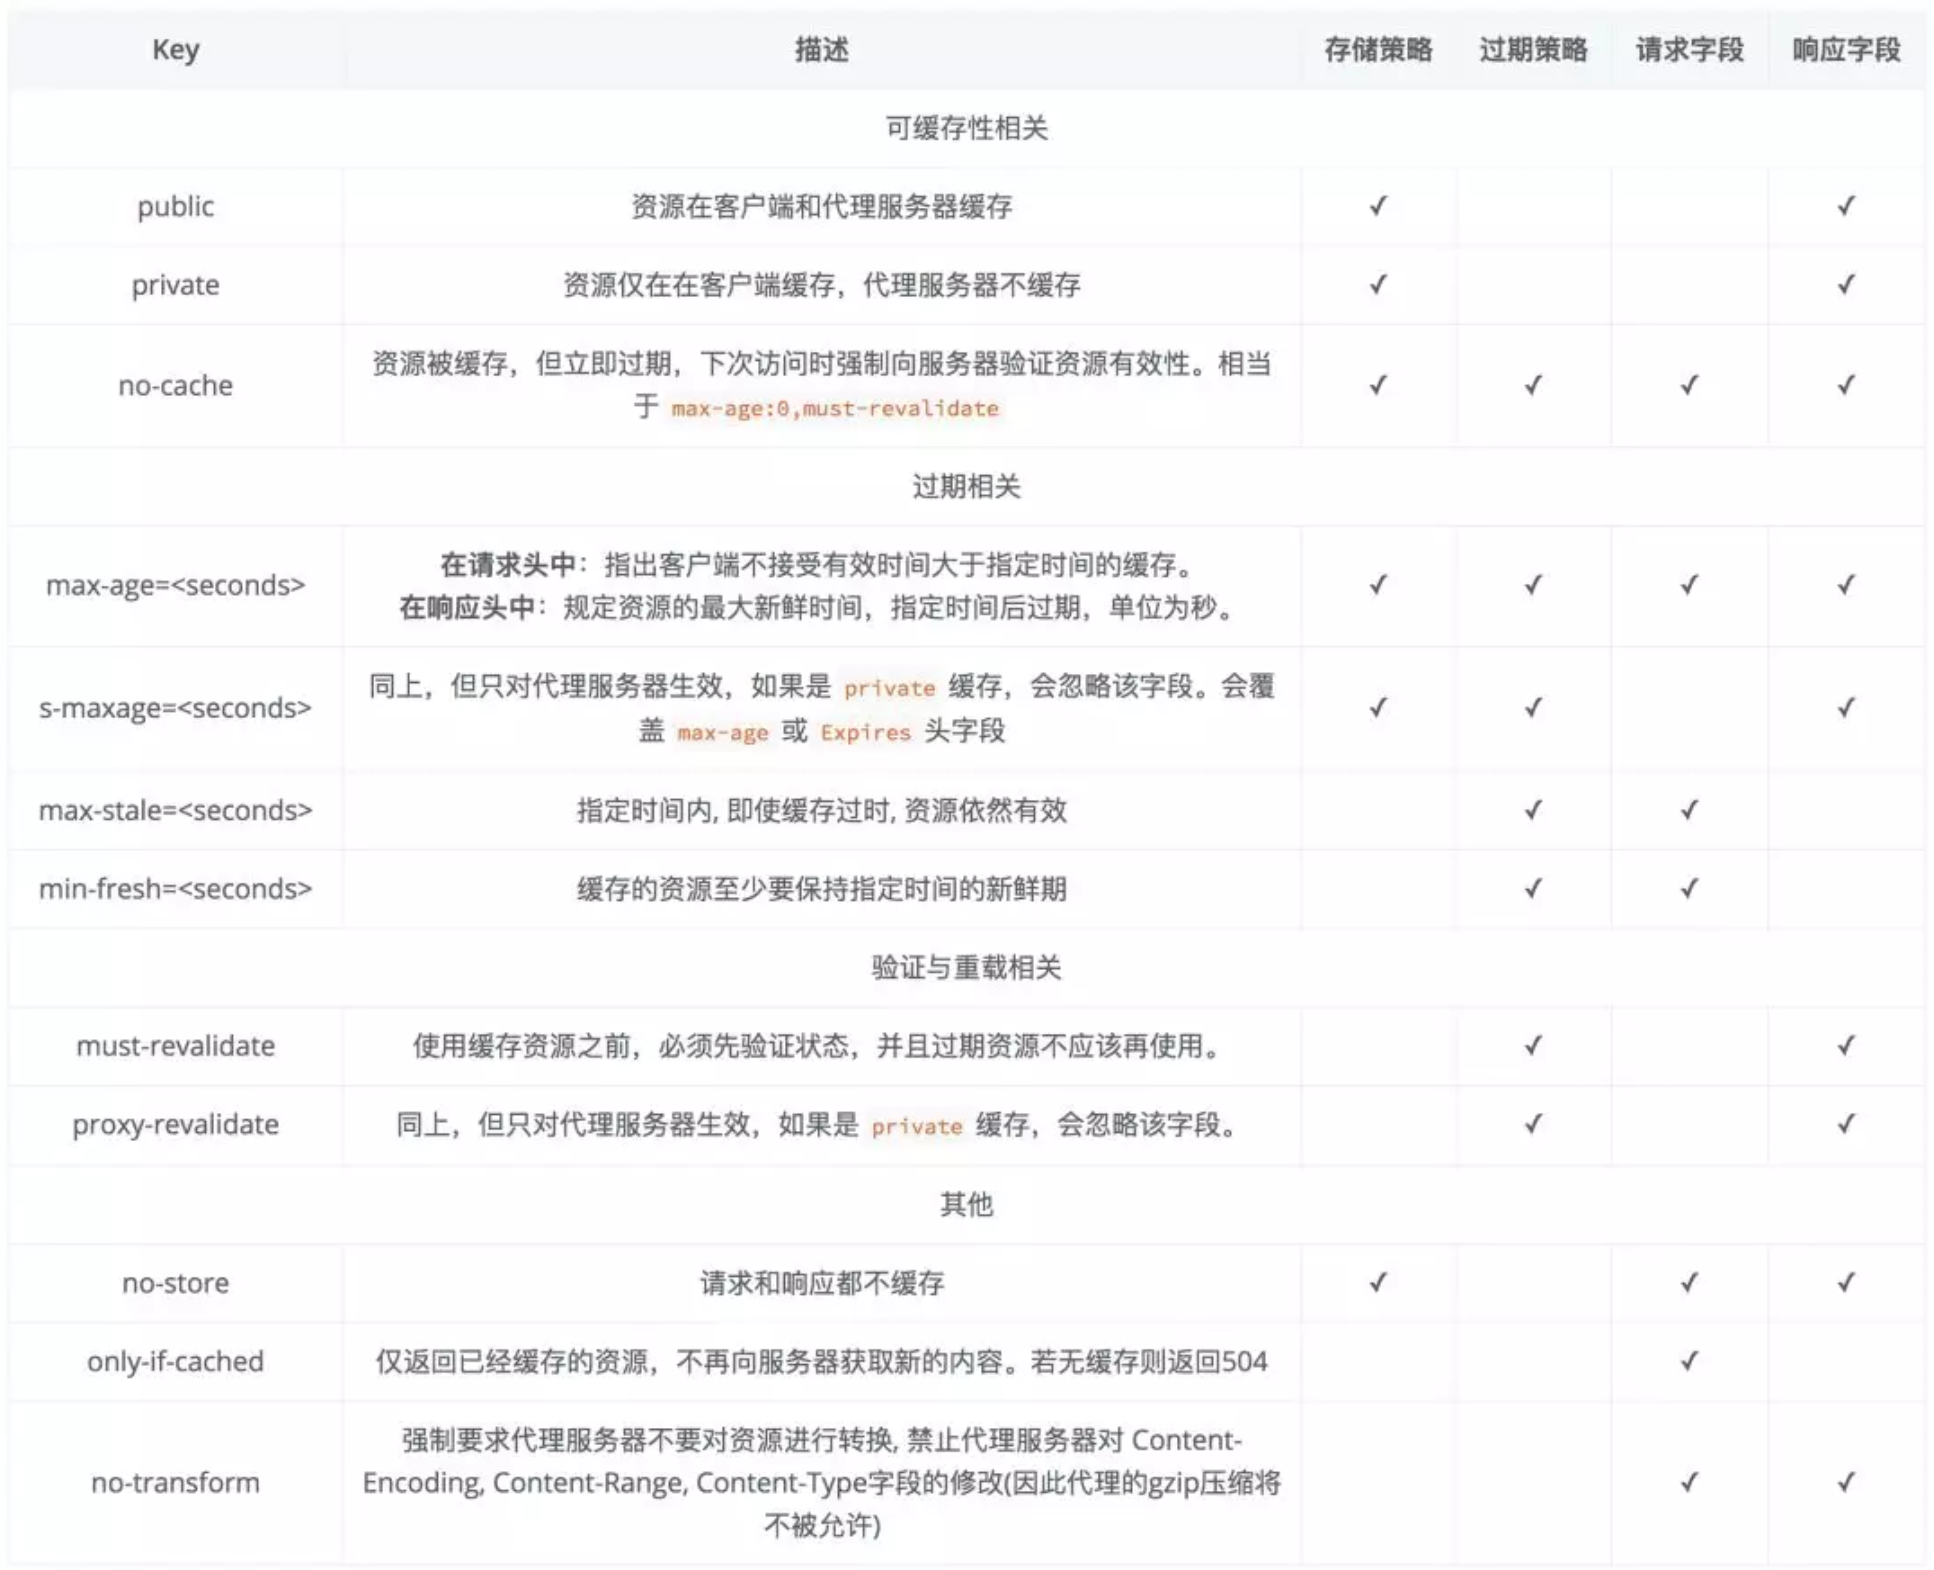 Key 描述 存储策略 过期策略 请求字段 响应字段
可缓存性相关
public 资源在客户端和代理服务器缓存 ✓ ✓
private 资源仅在在客户端缓存，代理服务器不缓存 ✓ ✓
no-cache 资源被缓存，但立即过期，下次访问时强制向服务器验证资源有效性。相当
于 max-age:0,must-revalidate ✓ ✓ ✓ ✓
过期相关
max-age=<seconds> 在请求头中：指出客户端不接受有效时间大于指定时间的缓存。
在响应头中：规定资源的最大新鲜时间，指定时间后过期，单位为秒。 ✓ ✓ ✓ ✓
s-maxage=<seconds> 同上，但只对代理服务器生效，如果是 private 缓存，会忽略该字段。会覆
盖 max-age 或 Expires 头字段 ✓ ✓ ✓
max-stale=<seconds> 指定时间内, 即使缓存过时, 资源依然有效 ✓ ✓
min-fresh=<seconds> 缓存的资源至少要保持指定时间的新鲜期 ✓ ✓
验证与重载相关
must-revalidate 使用缓存资源之前，必须先验证状态，并且过期资源不应该再使用。 ✓ ✓
proxy-revalidate 同上，但只对代理服务器生效，如果是 private 缓存，会忽略该字段。 ✓ ✓
其他
no-store 请求和响应都不缓存 ✓ ✓ ✓
only-if-cached 仅返回已经缓存的资源，不再向服务器获取新的内容。若无缓存则返回504 ✓
no-transform 强制要求代理服务器不要对资源进行转换, 禁止代理服务器对 Content-
Encoding, Content-Range, Content-Type字段的修改(因此代理的gzip压缩将
不被允许) ✓ ✓